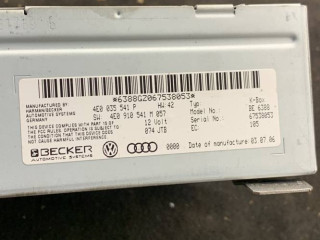 *6388GZ067538053*
MANUFACTURED BY:
HARMAN/BECKER
AUTOMOTIVE SYSTEMS
GERMANY
4E0 035 541 P HW:42 Typ K-Box
SW: 4E0 910 541 M 057 Model No.: BE 6388
12 Volt Serial No.: 67538053
074 JTB EC: 105
THIS DEVICE COMPLIES WITH PART 15 OF
THE FCC RULES. OPERATION IS SUBJECT TO
THE CONDITION THAT THIS DEVICE DOES NOT
CAUSE HARMFUL INTERFERENCE
BECKER
AUTOMOTIVE SYSTEMS
0000 Date of manufacture: 03.07.06